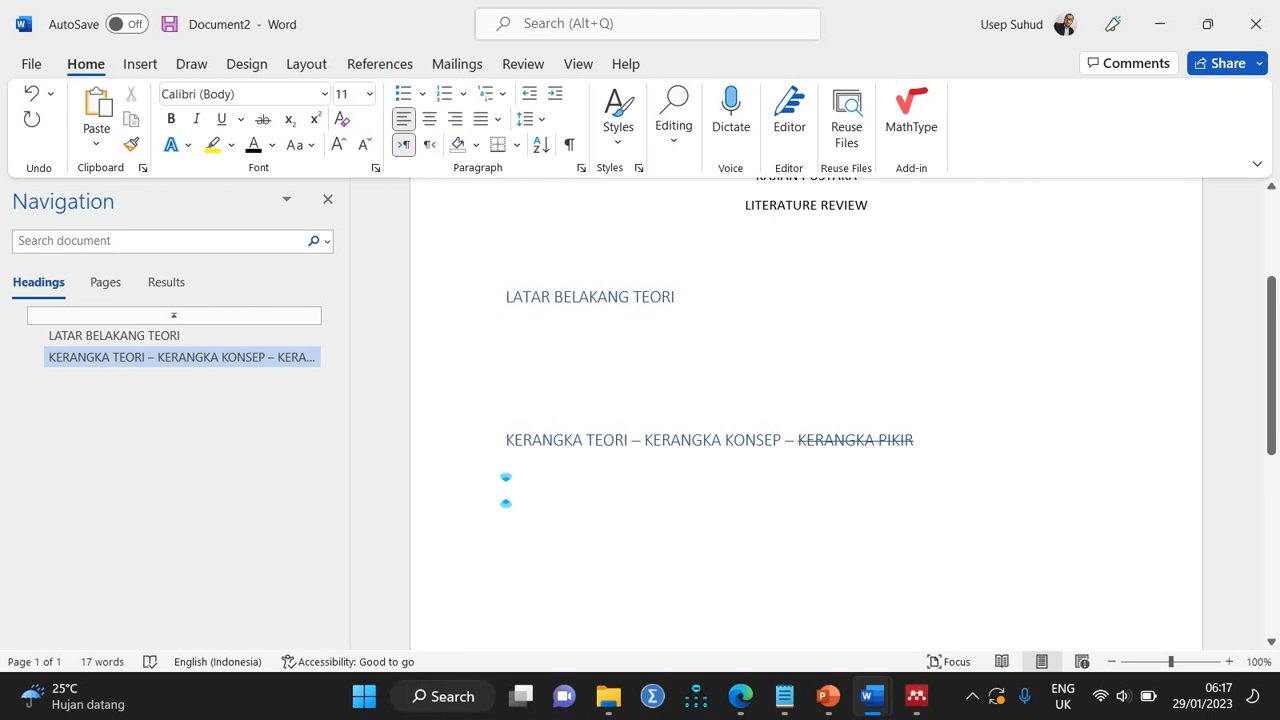 AutoSave Off Document2 - Word Search (Alt+Q) Usep Suhud
File Home Insert Draw Design Layout References Mailings Review View Help Comments Share
Calibri (Body) 11
Paste Styles Editing Dictate Editor Reuse Files MathType
Undo Clipboard Font Paragraph Styles Voice Editor Reuse Files Add-in
Navigation
Search document
Headings Pages Results
LATAR BELAKANG TEORI
KERANGKA TEORI – KERANGKA KONSEP – KERA...
LITERATURE REVIEW
LATAR BELAKANG TEORI
KERANGKA TEORI – KERANGKA KONSEP – KERANGKA PIKIR
Page 1 of 1 17 words English (Indonesia) Accessibility: Good to go Focus 100%
25°C
Hujan datang
Search
ENG
UK
06:17
29/01/2023